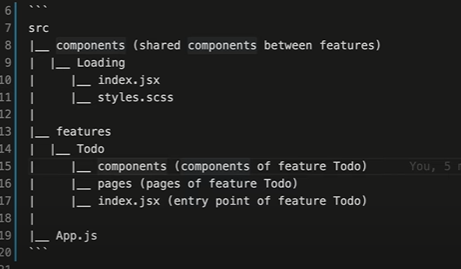 6 ```
7 src
8 |__ components (shared components between features)
9 |  |__ Loading
10 |     |__ index.jsx
11 |     |__ styles.scss
12 |
13 |__ features
14 |  |__ Todo
15 |     |__ components (components of feature Todo) You, 5
16 |     |__ pages (pages of feature Todo)
17 |     |__ index.jsx (entry point of feature Todo)
18 |
19 |__ App.js
20 ```